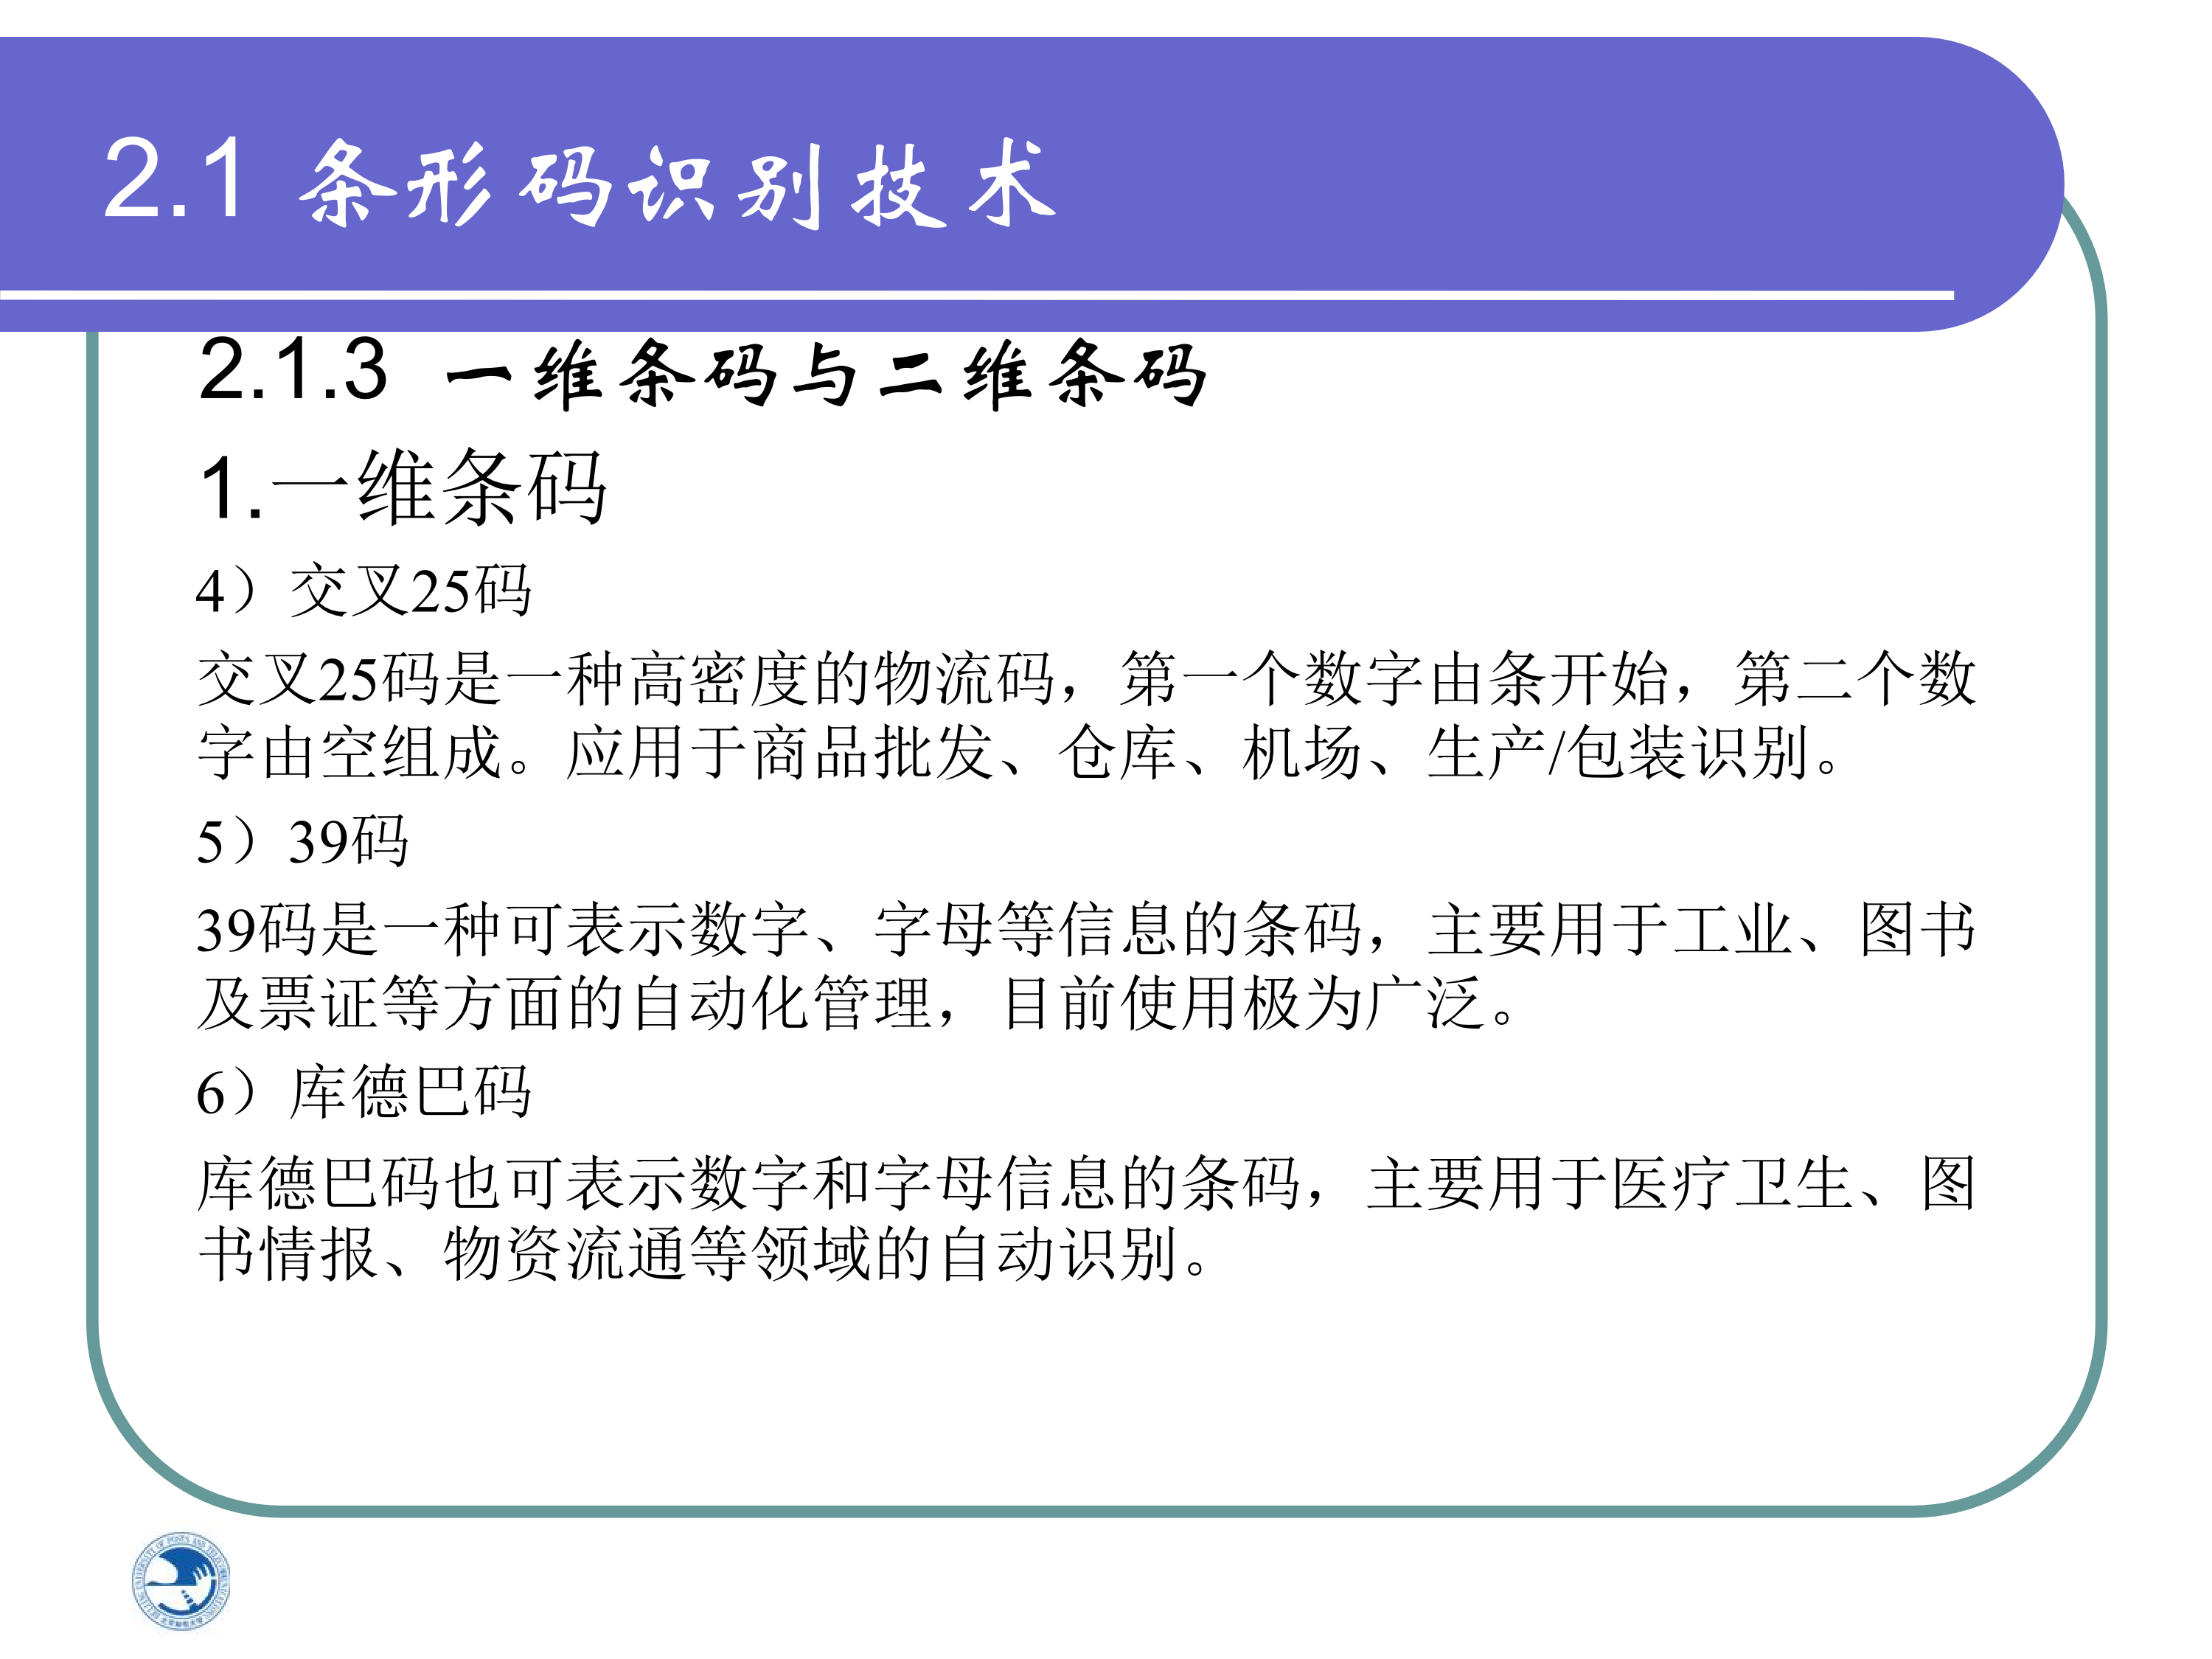 2.1 条形码识别技术
2.1.3 一维条码与二维条码
1.一维条码
4）交叉25码
交叉25码是一种高密度的物流码，第一个数字由条开始，第二个数
字由空组成。应用于商品批发、仓库、机场、生产/包装识别。
5）39码
39码是一种可表示数字、字母等信息的条码，主要用于工业、图书
及票证等方面的自动化管理，目前使用极为广泛。
6）库德巴码
库德巴码也可表示数字和字母信息的条码，主要用于医疗卫生、图
书情报、物资流通等领域的自动识别。